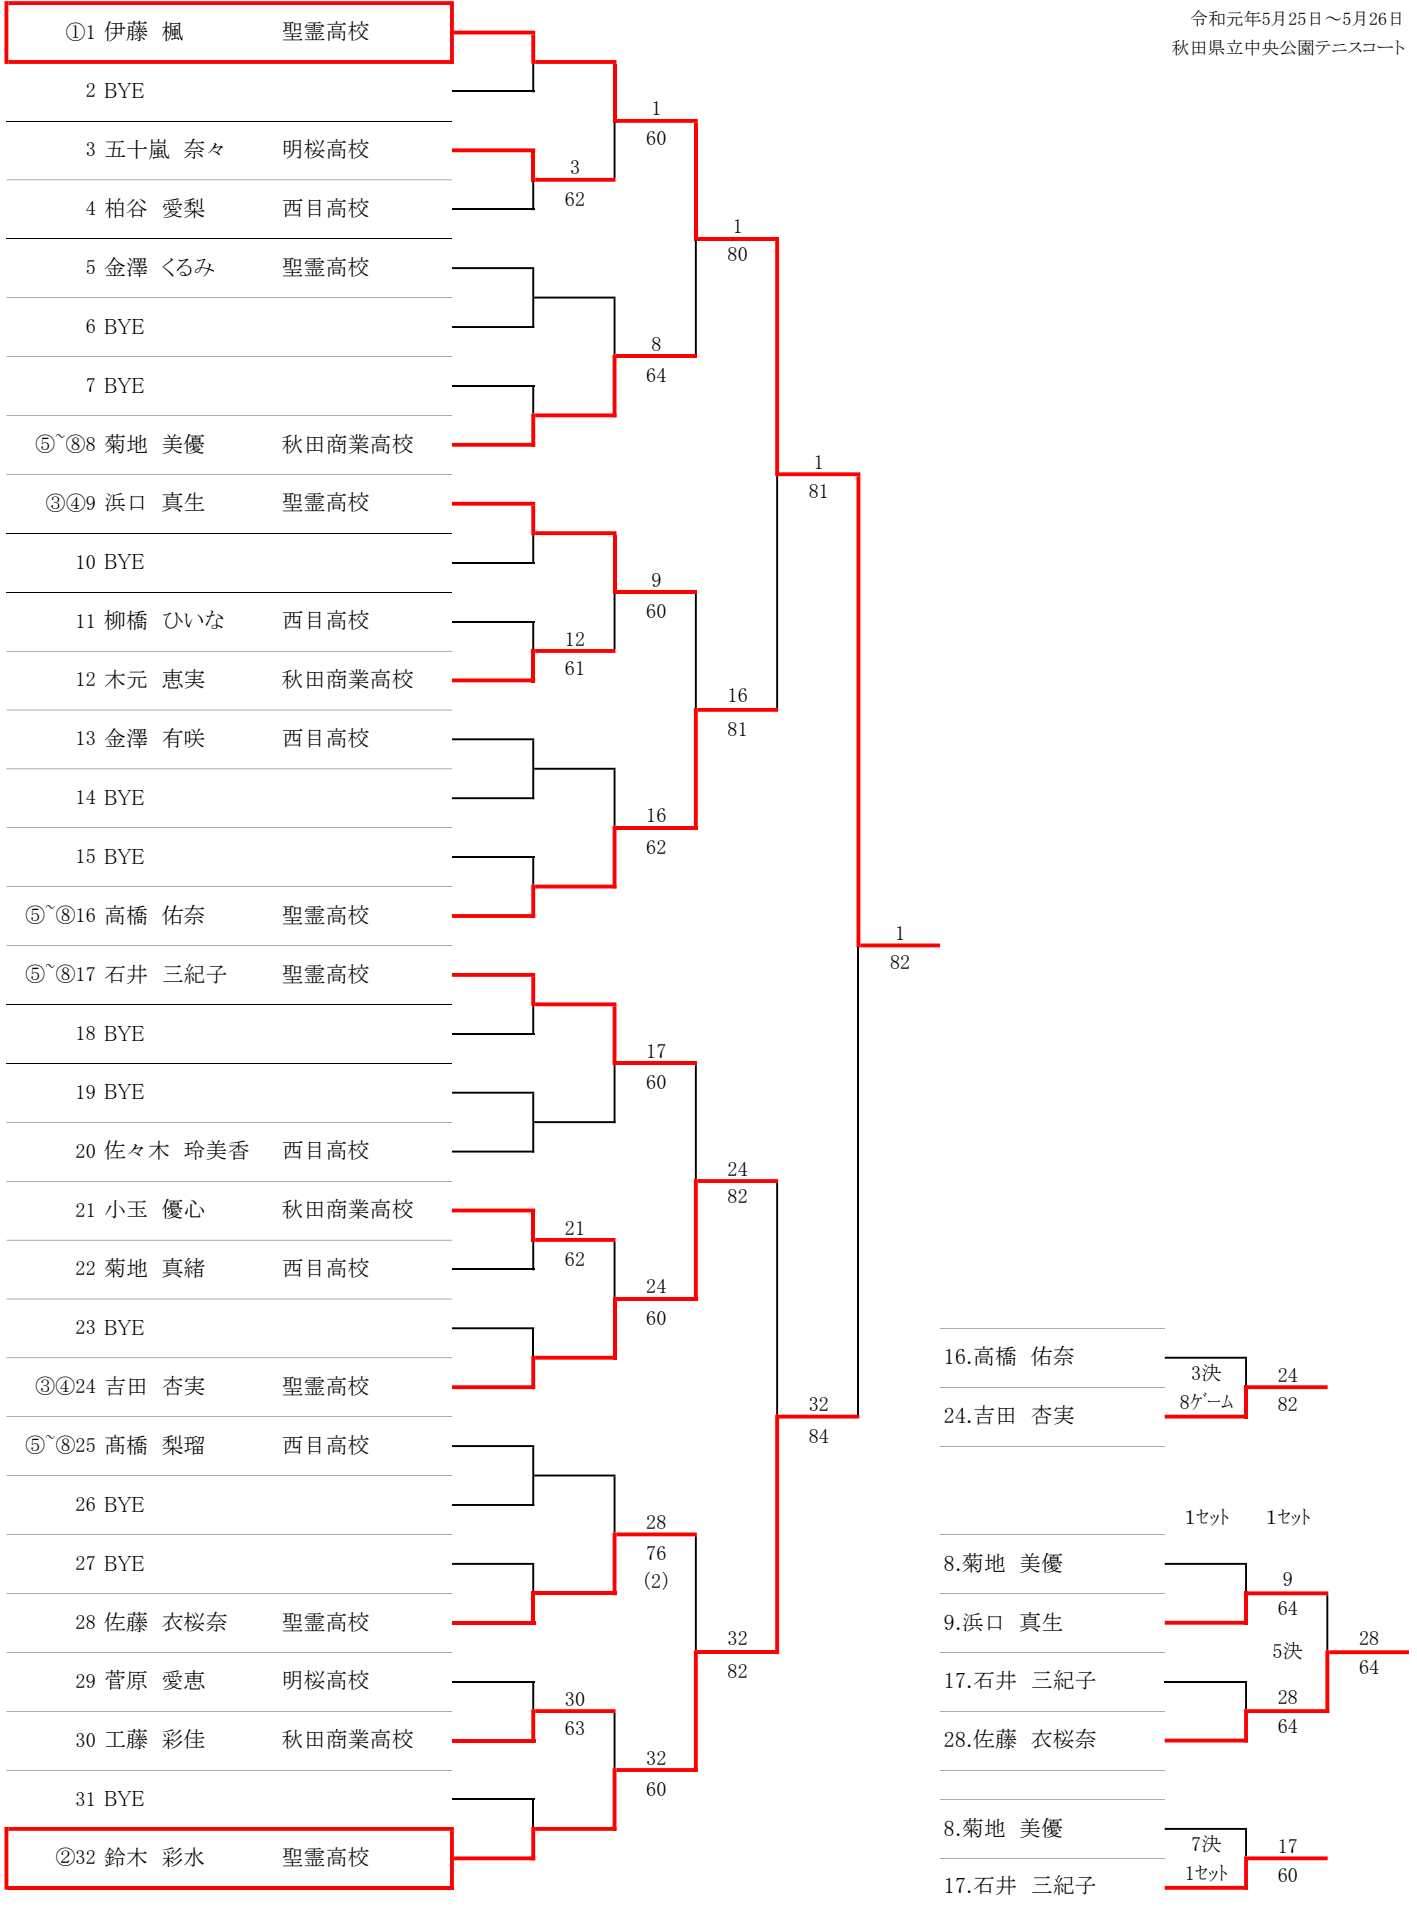 令和元年5月25日～5月26日
秋田県立中央公園テニスコート
①1 伊藤 楓 聖霊高校
2 BYE
1
60
3 五十嵐 奈々 明桜高校
3
62
4 柏谷 愛梨 西目高校
1
80
5 金澤 くるみ 聖霊高校
6 BYE
8
64
7 BYE
⑤~⑧8 菊地 美優 秋田商業高校
1
81
③④9 浜口 真生 聖霊高校
10 BYE
9
60
11 柳橋 ひいな 西目高校
12
61
12 木元 恵実 秋田商業高校
16
81
13 金澤 有咲 西目高校
14 BYE
16
62
15 BYE
⑤~⑧16 高橋 佑奈 聖霊高校
1
82
⑤~⑧17 石井 三紀子 聖霊高校
18 BYE
17
60
19 BYE
20 佐々木 玲美香 西目高校
24
82
21 小玉 優心 秋田商業高校
21
62
22 菊地 真緒 西目高校
24
60
23 BYE
③④24 吉田 杏実 聖霊高校
32
84
⑤~⑧25 髙橋 梨瑠 西目高校
26 BYE
28
76
(2)
27 BYE
28 佐藤 衣桜奈 聖霊高校
32
82
29 菅原 愛恵 明桜高校
30
63
30 工藤 彩佳 秋田商業高校
32
60
31 BYE
②32 鈴木 彩水 聖霊高校
16.高橋 佑奈
3決
8ゲーム
24
82
24.吉田 杏実
1セット 1セット
8.菊地 美優
9
64
9.浜口 真生
5決
28
64
17.石井 三紀子
28
64
28.佐藤 衣桜奈
8.菊地 美優
7決
1セット
17
60
17.石井 三紀子